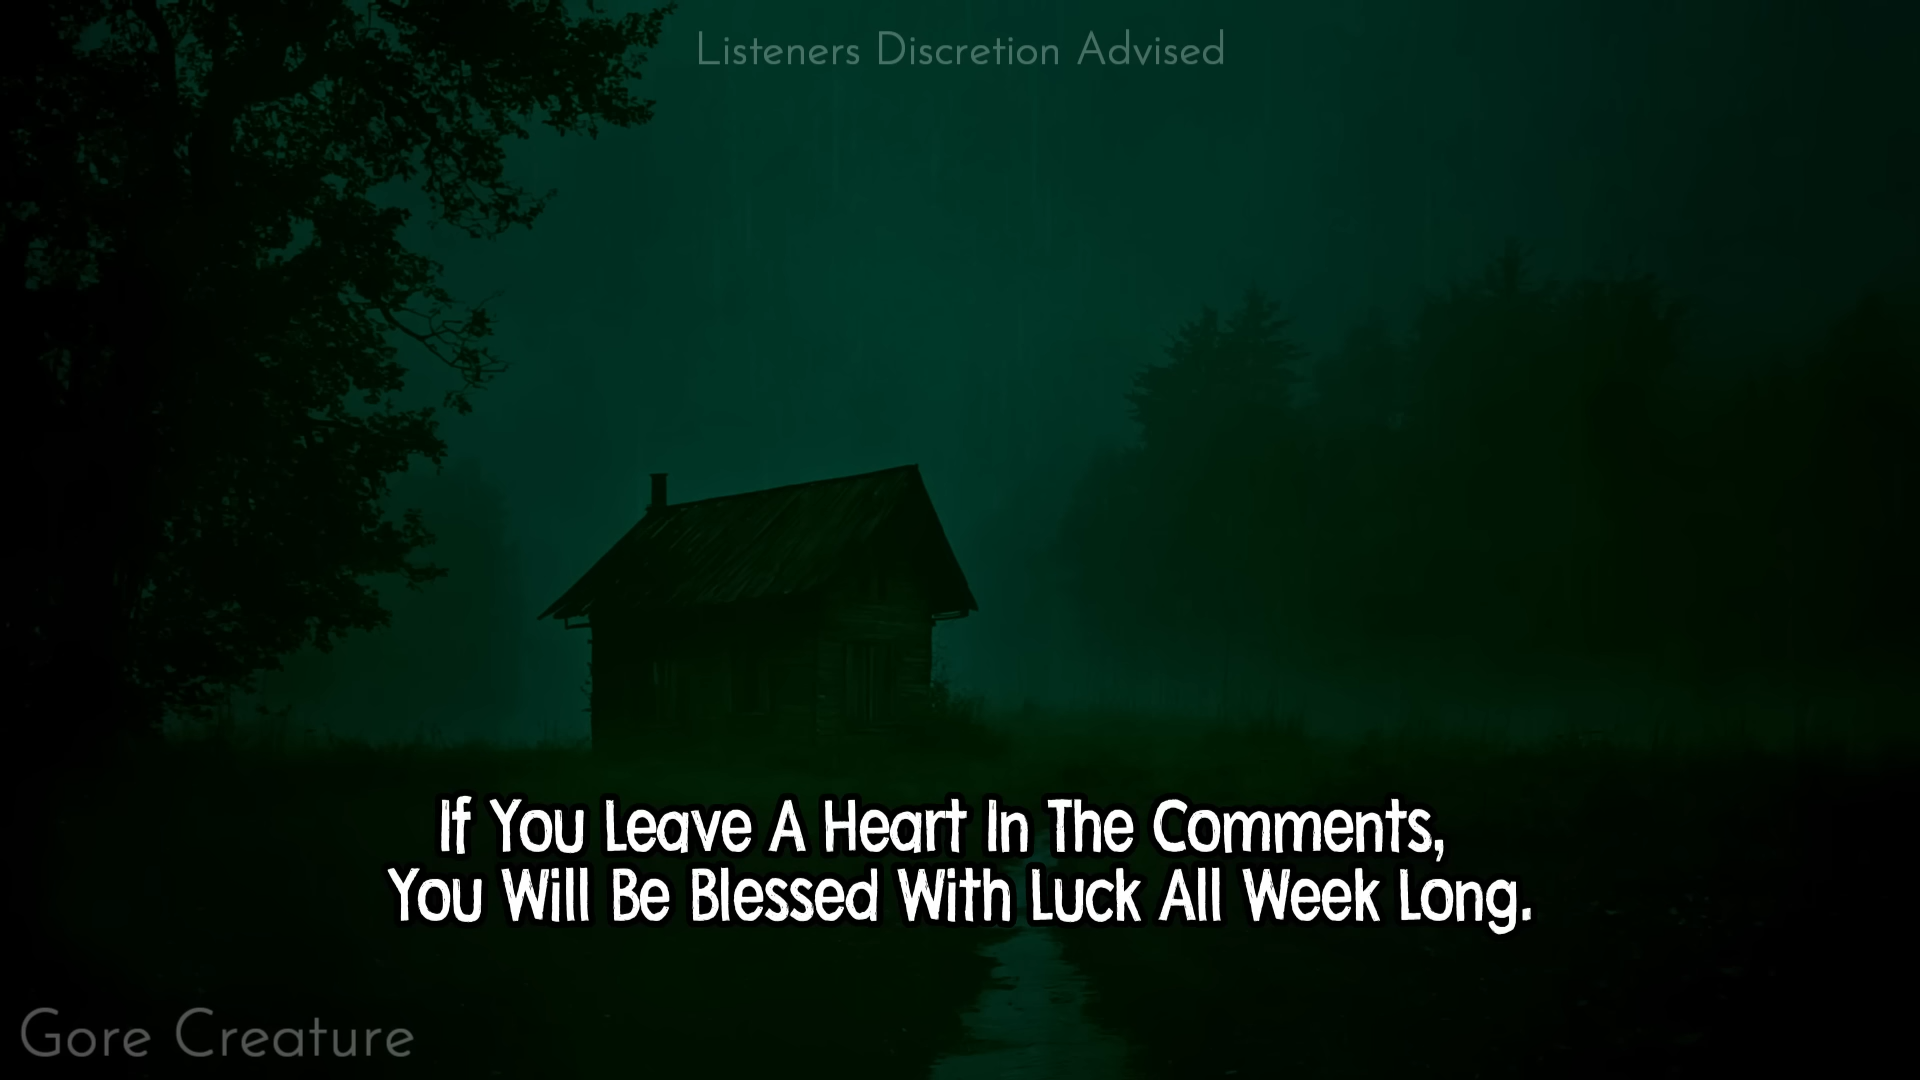 Listeners Discretion Advised
If You Leave A Heart In The Comments,
You Will Be Blessed With Luck All Week Long.
Gore Creature